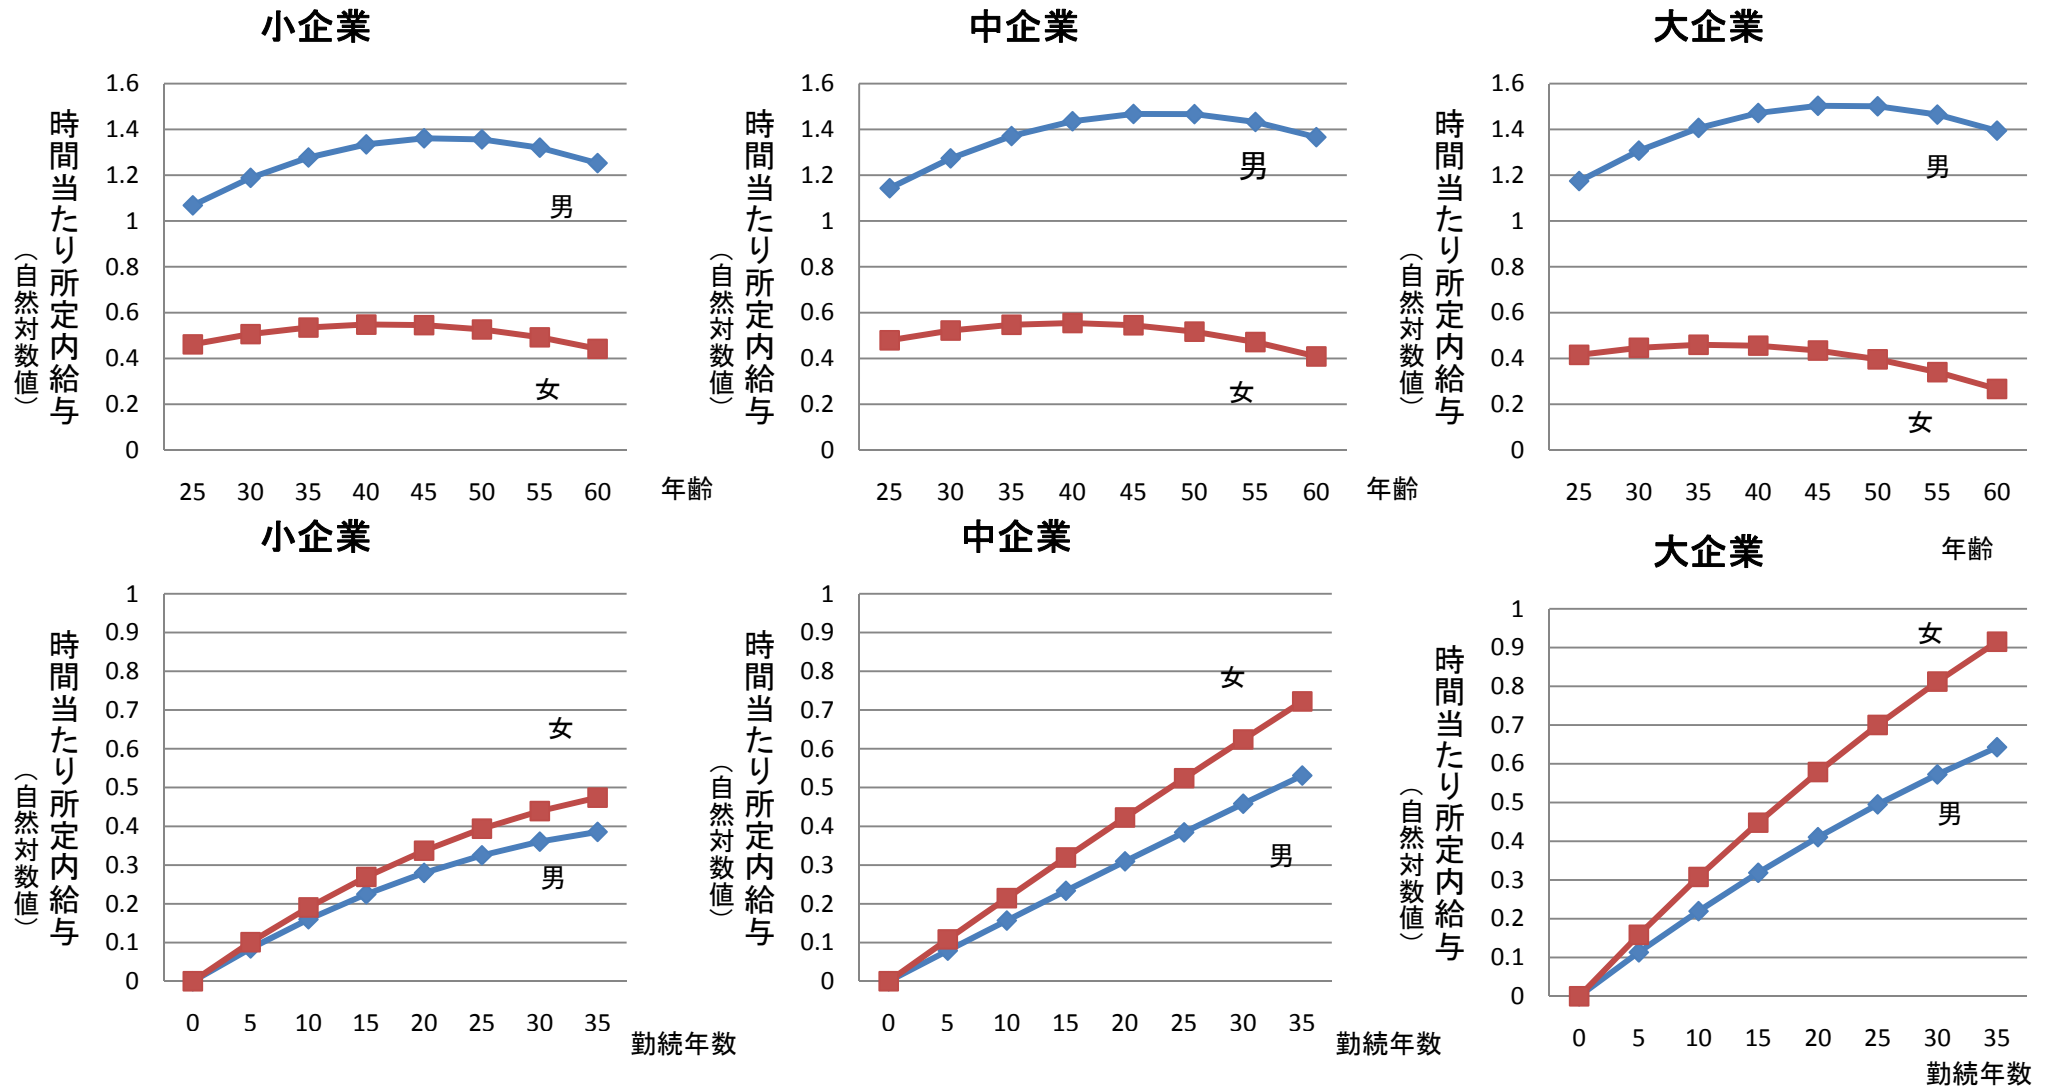 小企業
時間当たり所定内給与
（自然対数値）
1.6
1.4
1.2
1
0.8
0.6
0.4
0.2
0
男
女
25 30 35 40 45 50 55 60
年齢
中企業
時間当たり所定内給与
（自然対数値）
1.6
1.4
1.2
1
0.8
0.6
0.4
0.2
0
男
女
25 30 35 40 45 50 55 60
年齢
大企業
時間当たり所定内給与
（自然対数値）
1.6
1.4
1.2
1
0.8
0.6
0.4
0.2
0
男
女
25 30 35 40 45 50 55 60
年齢
小企業
時間当たり所定内給与
（自然対数値）
1
0.9
0.8
0.7
0.6
0.5
0.4
0.3
0.2
0.1
0
女
男
0 5 10 15 20 25 30 35
勤続年数
中企業
時間当たり所定内給与
（自然対数値）
1
0.9
0.8
0.7
0.6
0.5
0.4
0.3
0.2
0.1
0
女
男
0 5 10 15 20 25 30 35
勤続年数
大企業
時間当たり所定内給与
（自然対数値）
1
0.9
0.8
0.7
0.6
0.5
0.4
0.3
0.2
0.1
0
女
男
0 5 10 15 20 25 30 35
勤続年数